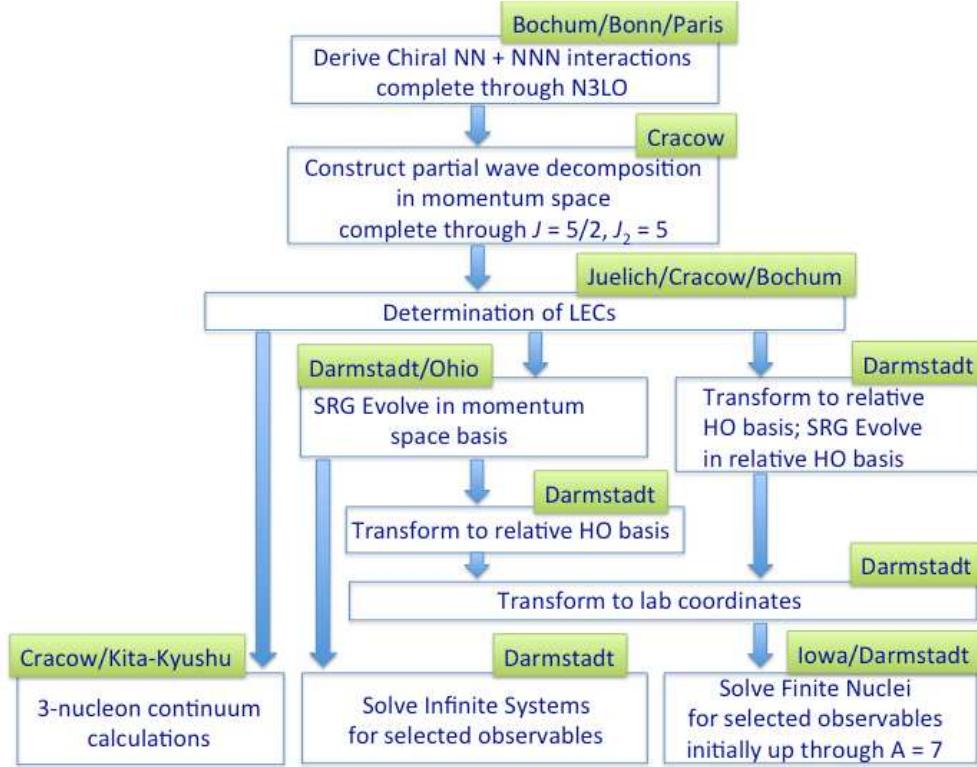 Bochum/Bonn/Paris
Derive Chiral NN + NNN interactions
complete through N3LO
Cracow
Construct partial wave decomposition
in momentum space
complete through J = 5/2, J₂ = 5
Juelich/Cracow/Bochum
Determination of LECs
Darmstadt/Ohio
SRG Evolve in momentum
space basis
Darmstadt
Transform to relative
HO basis; SRG Evolve
in relative HO basis
Darmstadt
Transform to relative HO basis
Darmstadt
Transform to lab coordinates
Cracow/Kita-Kyushu
3-nucleon continuum
calculations
Darmstadt
Solve Infinite Systems
for selected observables
Iowa/Darmstadt
Solve Finite Nuclei
for selected observables
initially up through A = 7